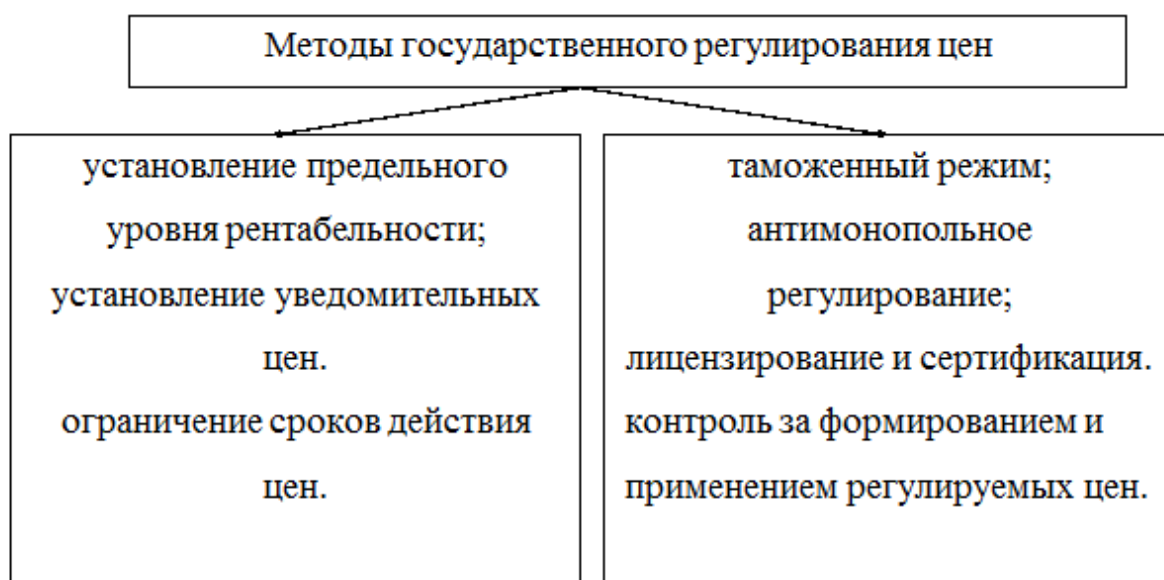 Методы государственного регулирования цен
установление предельного
уровня рентабельности;
установление уведомительных
цен.
ограничение сроков действия
цен.
таможенный режим;
антимонопольное
регулирование;
лицензирование и сертификация.
контроль за формированием и
применением регулируемых цен.